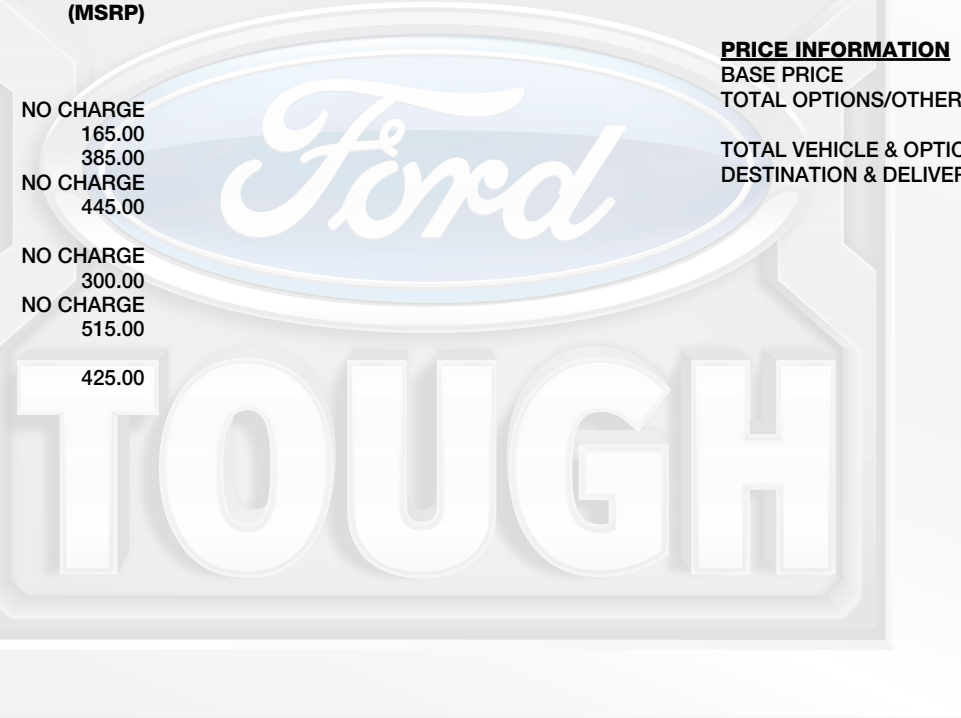 (MSRP)
NO CHARGE
165.00
385.00
NO CHARGE
445.00
NO CHARGE
300.00
NO CHARGE
515.00
425.00
PRICE INFORMATION
BASE PRICE
TOTAL OPTIONS/OTHER
TOTAL VEHICLE & OPTIO
DESTINATION & DELIVER
Ford
TOUGH